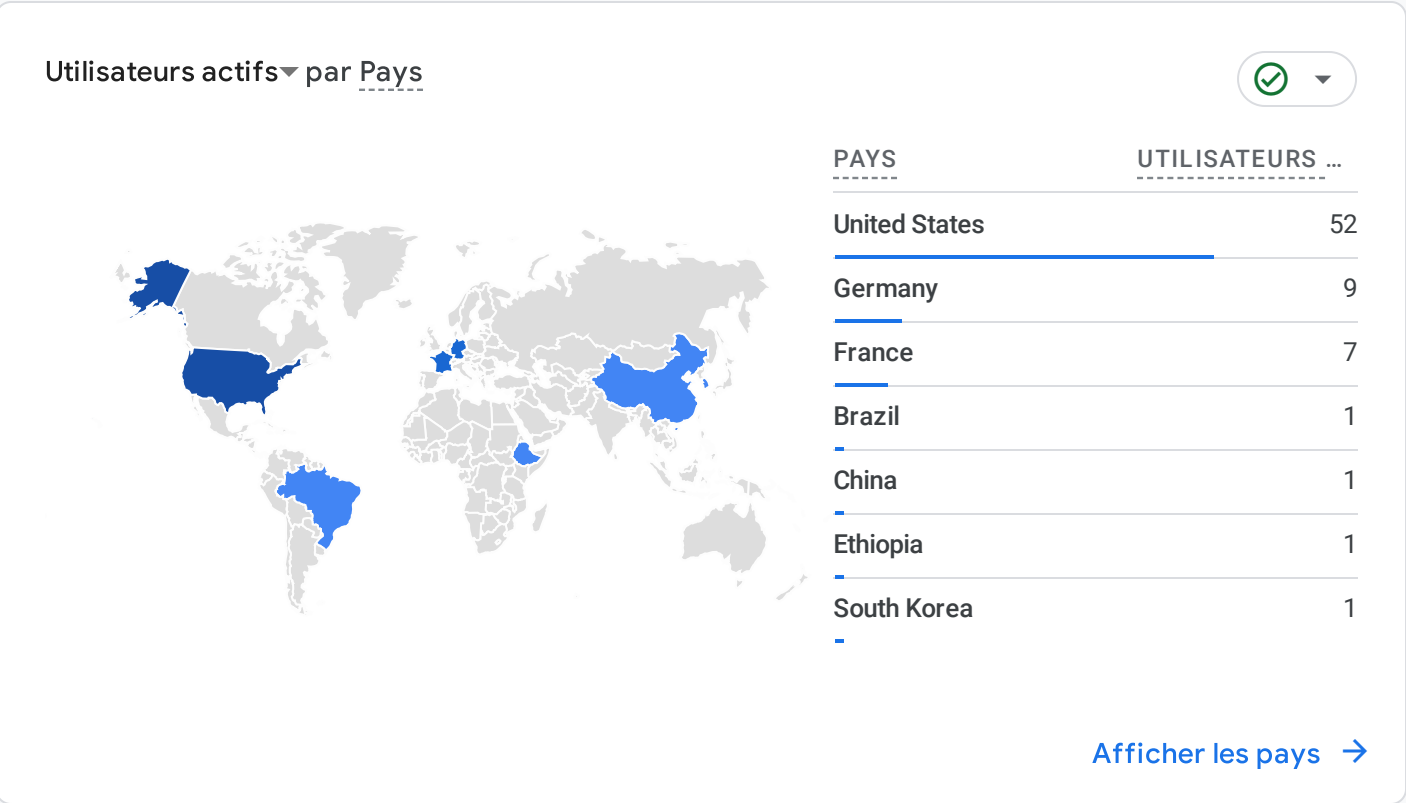 Utilisateurs actifs par Pays
PAYS UTILISATEURS …
United States 52
Germany 9
France 7
Brazil 1
China 1
Ethiopia 1
South Korea 1
Afficher les pays